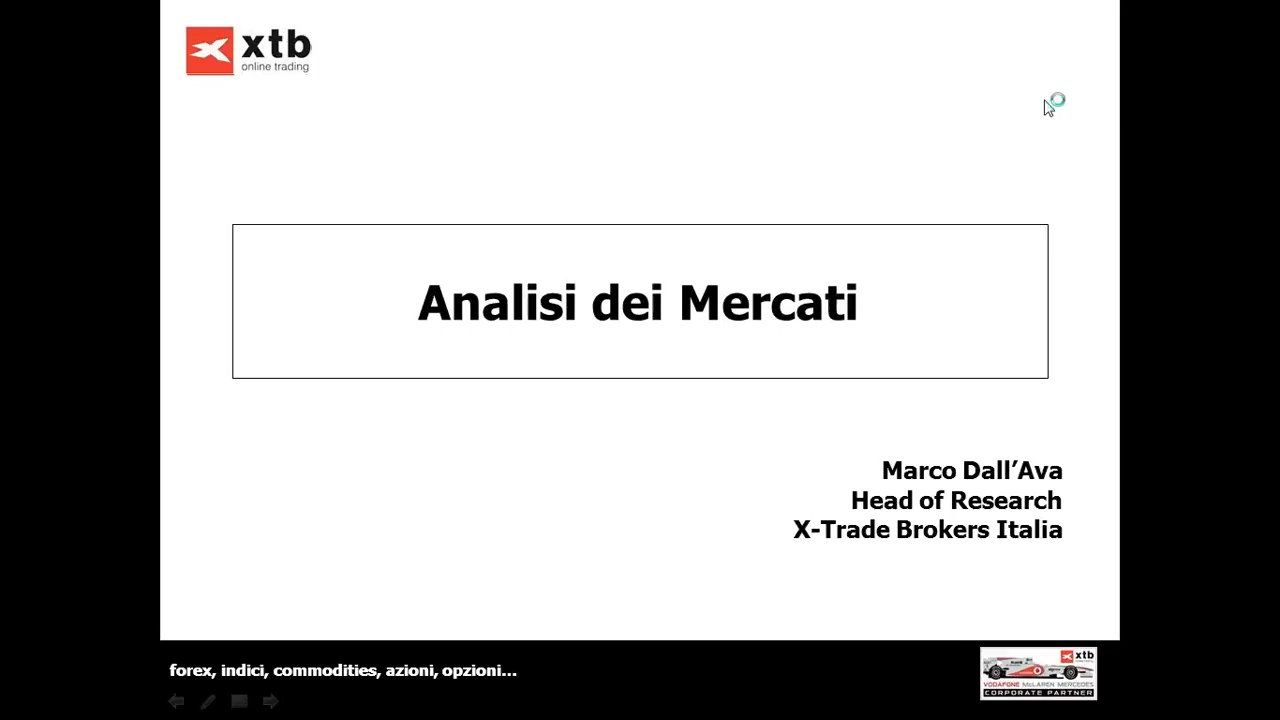 xtb
online trading
Analisi dei Mercati
Marco Dall’Ava
Head of Research
X-Trade Brokers Italia
forex, indici, commodities, azioni, opzioni...
xtb
VODAFONE McLAREN MERCEDES
CORPORATE PARTNER